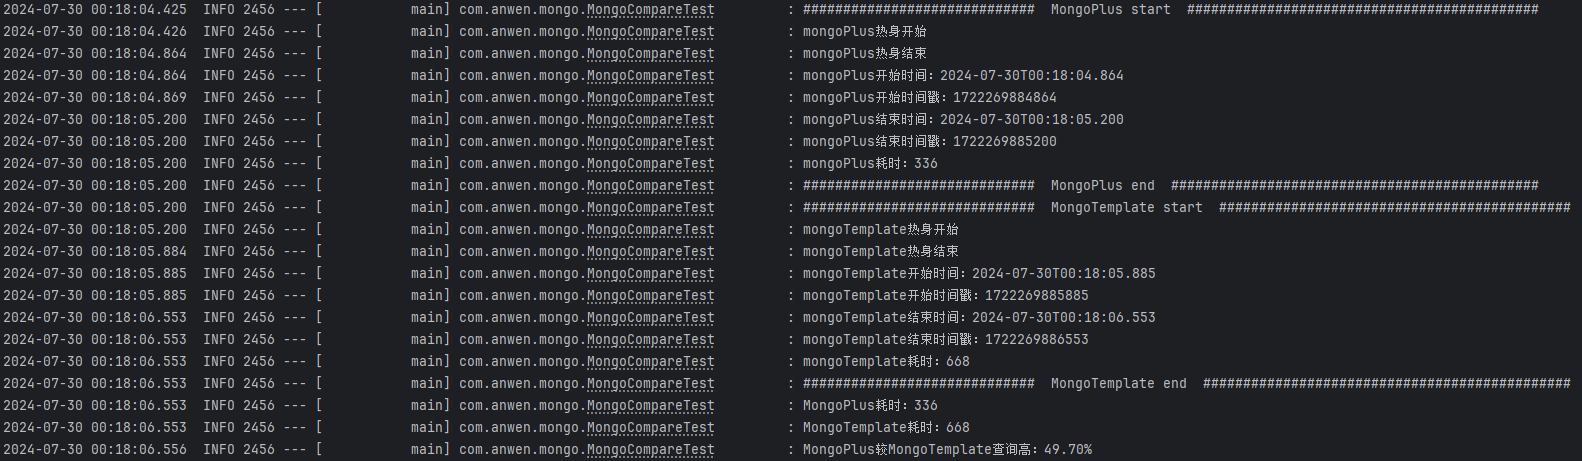 2024-07-30 00:18:04.425  INFO 2456 --- [           main] com.anwen.mongo.MongoCompareTest         : #############################  MongoPlus start  ############################################
2024-07-30 00:18:04.426  INFO 2456 --- [           main] com.anwen.mongo.MongoCompareTest         : mongoPlus热身开始
2024-07-30 00:18:04.864  INFO 2456 --- [           main] com.anwen.mongo.MongoCompareTest         : mongoPlus热身结束
2024-07-30 00:18:04.864  INFO 2456 --- [           main] com.anwen.mongo.MongoCompareTest         : mongoPlus开始时间：2024-07-30T00:18:04.864
2024-07-30 00:18:04.869  INFO 2456 --- [           main] com.anwen.mongo.MongoCompareTest         : mongoPlus开始时间戳：1722269884864
2024-07-30 00:18:05.200  INFO 2456 --- [           main] com.anwen.mongo.MongoCompareTest         : mongoPlus结束时间：2024-07-30T00:18:05.200
2024-07-30 00:18:05.200  INFO 2456 --- [           main] com.anwen.mongo.MongoCompareTest         : mongoPlus结束时间戳：1722269885200
2024-07-30 00:18:05.200  INFO 2456 --- [           main] com.anwen.mongo.MongoCompareTest         : mongoPlus耗时：336
2024-07-30 00:18:05.200  INFO 2456 --- [           main] com.anwen.mongo.MongoCompareTest         : #############################  MongoPlus end  ##############################################
2024-07-30 00:18:05.200  INFO 2456 --- [           main] com.anwen.mongo.MongoCompareTest         : #############################  MongoTemplate start  ############################################
2024-07-30 00:18:05.200  INFO 2456 --- [           main] com.anwen.mongo.MongoCompareTest         : mongoTemplate热身开始
2024-07-30 00:18:05.884  INFO 2456 --- [           main] com.anwen.mongo.MongoCompareTest         : mongoTemplate热身结束
2024-07-30 00:18:05.885  INFO 2456 --- [           main] com.anwen.mongo.MongoCompareTest         : mongoTemplate开始时间：2024-07-30T00:18:05.885
2024-07-30 00:18:05.885  INFO 2456 --- [           main] com.anwen.mongo.MongoCompareTest         : mongoTemplate开始时间戳：1722269885885
2024-07-30 00:18:06.553  INFO 2456 --- [           main] com.anwen.mongo.MongoCompareTest         : mongoTemplate结束时间：2024-07-30T00:18:06.553
2024-07-30 00:18:06.553  INFO 2456 --- [           main] com.anwen.mongo.MongoCompareTest         : mongoTemplate结束时间戳：1722269886553
2024-07-30 00:18:06.553  INFO 2456 --- [           main] com.anwen.mongo.MongoCompareTest         : mongoTemplate耗时：668
2024-07-30 00:18:06.553  INFO 2456 --- [           main] com.anwen.mongo.MongoCompareTest         : #############################  MongoTemplate end  ##############################################
2024-07-30 00:18:06.553  INFO 2456 --- [           main] com.anwen.mongo.MongoCompareTest         : MongoPlus耗时：336
2024-07-30 00:18:06.553  INFO 2456 --- [           main] com.anwen.mongo.MongoCompareTest         : MongoTemplate耗时：668
2024-07-30 00:18:06.556  INFO 2456 --- [           main] com.anwen.mongo.MongoCompareTest         : MongoPlus较MongoTemplate查询高：49.70%